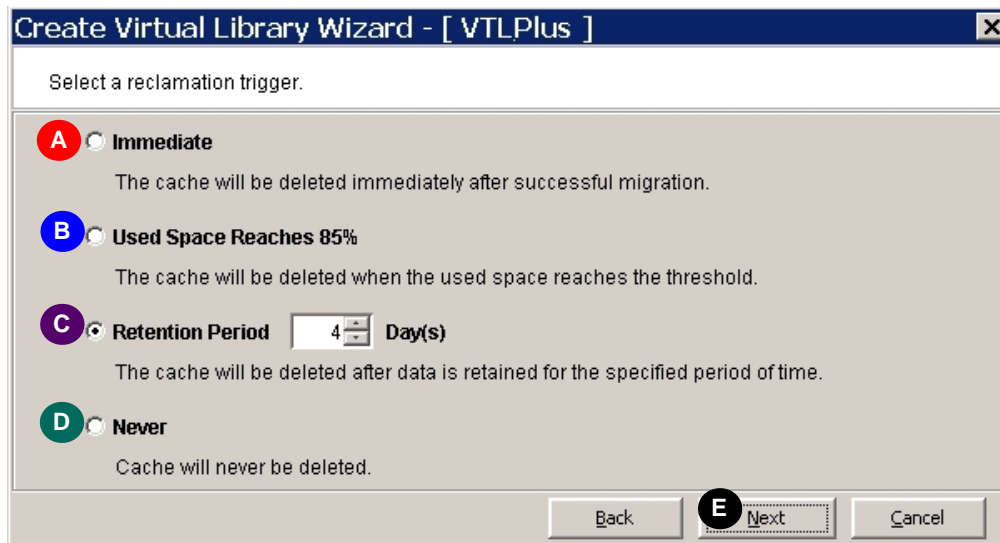 Create Virtual Library Wizard - [ VTLPlus ]
Select a reclamation trigger.
A Immediate
The cache will be deleted immediately after successful migration.
B Used Space Reaches 85%
The cache will be deleted when the used space reaches the threshold.
C Retention Period 4 Day(s)
The cache will be deleted after data is retained for the specified period of time.
D Never
Cache will never be deleted.
Back E Next Cancel